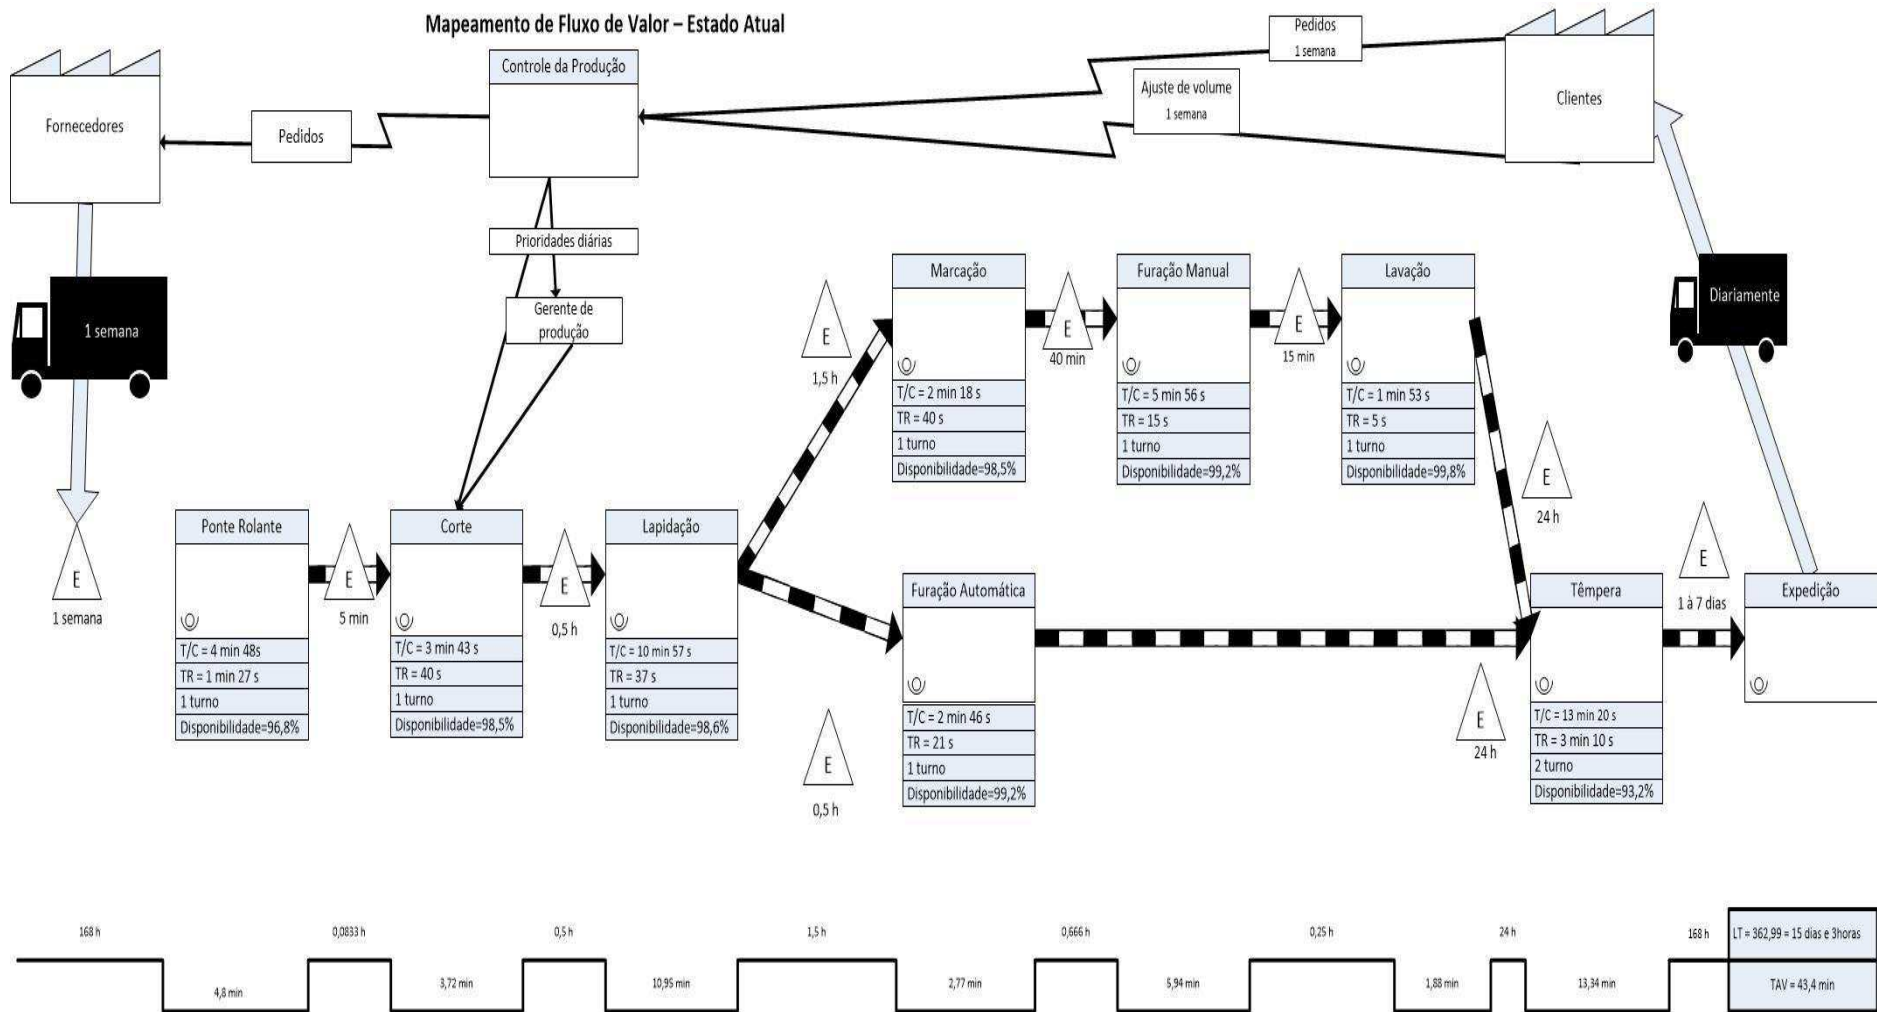 Mapeamento de Fluxo de Valor – Estado Atual
Pedidos
1 semana
Controle da Produção
Ajuste de volume
1 semana
Clientes
Fornecedores
Pedidos
Prioridades diárias
Gerente de
produção
1 semana
Diariamente
Marcação
Furação Manual
Lavação
E
1,5 h
E
40 min
E
15 min
T/C = 2 min 18 s
TR = 40 s
1 turno
Disponibilidade=98,5%
T/C = 5 min 56 s
TR = 15 s
1 turno
Disponibilidade=99,2%
T/C = 1 min 53 s
TR = 5 s
1 turno
Disponibilidade=99,8%
E
24 h
E
1 semana
Ponte Rolante
T/C = 4 min 48s
TR = 1 min 27 s
1 turno
Disponibilidade=96,8%
E
5 min
Corte
T/C = 3 min 43 s
TR = 40 s
1 turno
Disponibilidade=98,5%
E
0,5 h
Lapidação
T/C = 10 min 57 s
TR = 37 s
1 turno
Disponibilidade=98,6%
E
0,5 h
Furação Automática
T/C = 2 min 46 s
TR = 21 s
1 turno
Disponibilidade=99,2%
E
24 h
Têmpera
T/C = 13 min 20 s
TR = 3 min 10 s
2 turno
Disponibilidade=93,2%
E
1 à 7 dias
Expedição
168 h
0,0833 h
0,5 h
1,5 h
0,666 h
0,25 h
24 h
168 h
LT = 362,99 = 15 dias e 3horas
4,8 min
3,72 min
10,95 min
2,77 min
5,94 min
1,88 min
13,34 min
TAV = 43,4 min